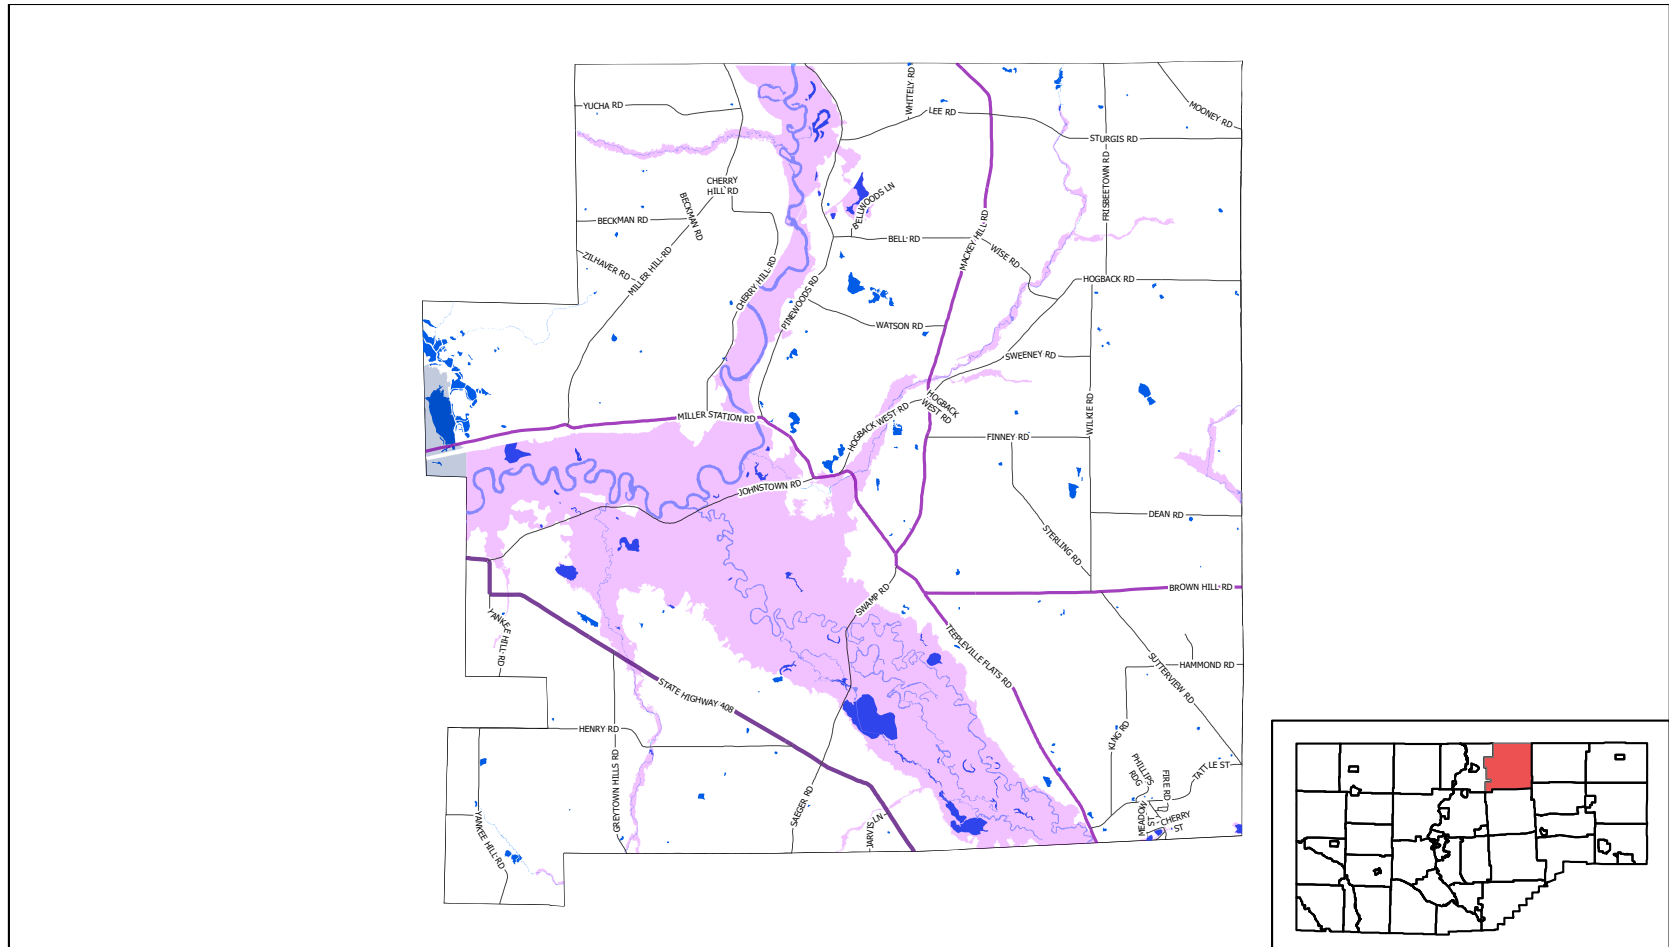 WHITELY RD
YUCHA RD
LEE RD
MOONEY RD
STURGIS RD
FRISBEETOWN RD
CHERRY
HILL RD
BECKMAN RD
BECKMAN RD
BELLWOODS LN
BELL RD
MACKEY HILL RD
WISE RD
ZILHAVER RD
MILLER HILL RD
CHERRY HILL RD
PINEWOODS RD
HOGBACK RD
WATSON RD
SWEENEY RD
MILLER STATION RD
HOGBACK WEST RD
HOGBACK
WEST RD
WILKIE RD
FINNEY RD
JOHNSTOWN RD
DEAN RD
STERLING RD
BROWN HILL RD
SWAMP RD
YANKEE HILL RD
TEEPLEVILLE FLATS RD
SUTTERVIEW RD
HAMMOND RD
STATE HIGHWAY 408
HENRY RD
KING RD
GREYTOWN HILLS RD
SAEGER RD
JARVIS LN
PHILLIPS
RDG
FIRE RD
TATTLE ST
MEADOW
ST
CHERRY
ST
YANKEE HILL RD